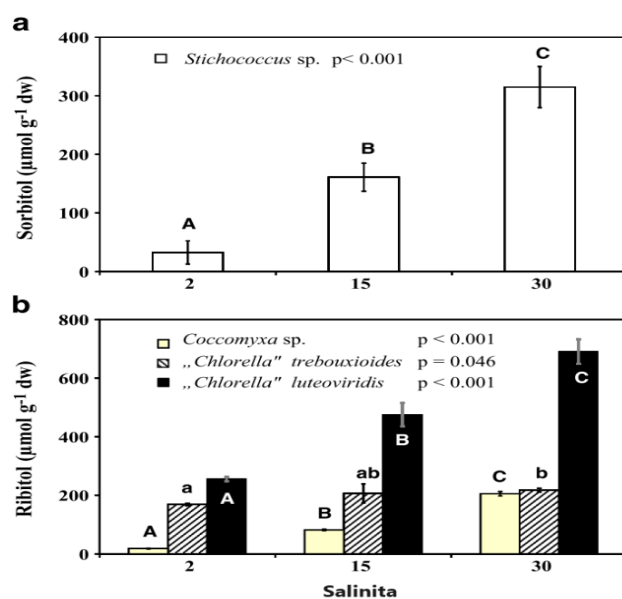 a
400
300
200
100
0
Sorbitol (µmol g⁻¹ dw)
Stichococcus sp. p< 0.001
A
B
C
2 15 30
b
800
600
400
200
0
Ribitol (µmol g⁻¹ dw)
Coccomyxa sp. p < 0.001
„Chlorella" trebouxioides p = 0.046
„Chlorella" luteoviridis p < 0.001
A a A
B ab B
C b C
2 15 30
Salinita